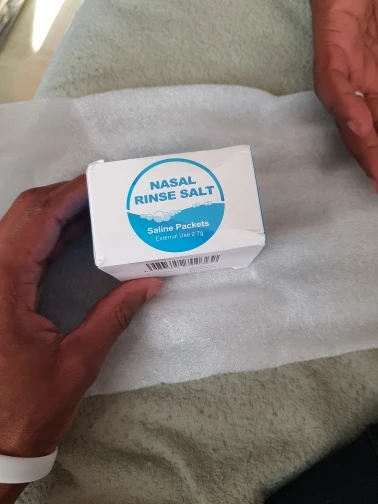 NASAL
RINSE SALT
Saline Packets
External Use 2.7g